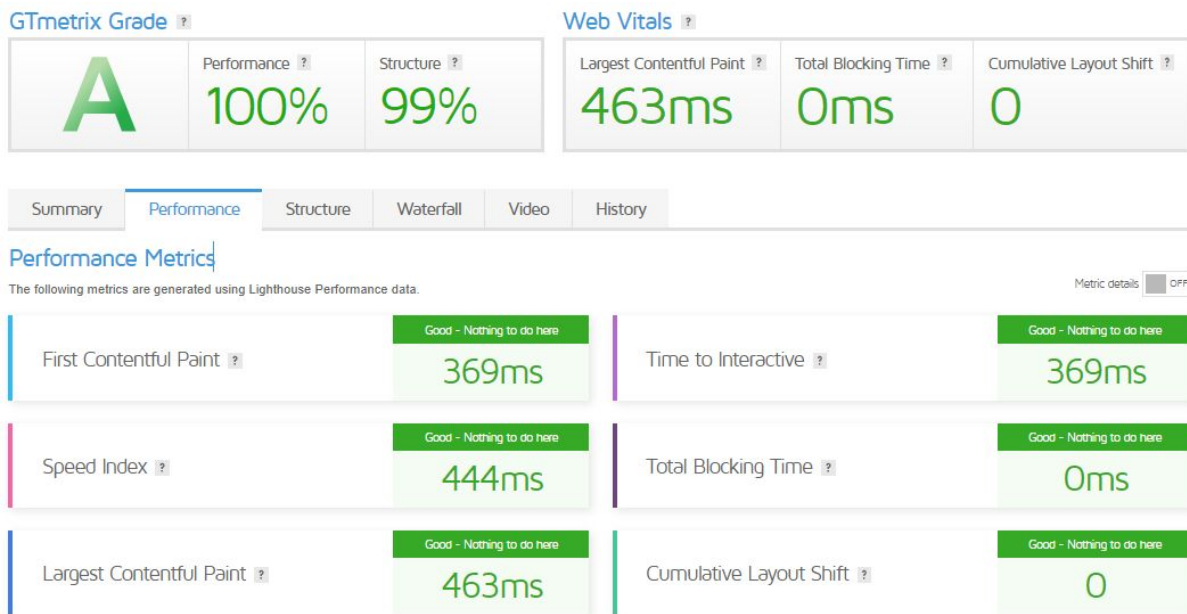 GTmetrix Grade ?
Web Vitals ?
A
Performance ?
100%
Structure ?
99%
Largest Contentful Paint ?
463ms
Total Blocking Time ?
0ms
Cumulative Layout Shift ?
0
Summary Performance Structure Waterfall Video History
Performance Metrics
The following metrics are generated using Lighthouse Performance data.
Metric details OFF
First Contentful Paint ?
Good - Nothing to do here
369ms
Time to Interactive ?
Good - Nothing to do here
369ms
Speed Index ?
Good - Nothing to do here
444ms
Total Blocking Time ?
Good - Nothing to do here
0ms
Largest Contentful Paint ?
Good - Nothing to do here
463ms
Cumulative Layout Shift ?
Good - Nothing to do here
0